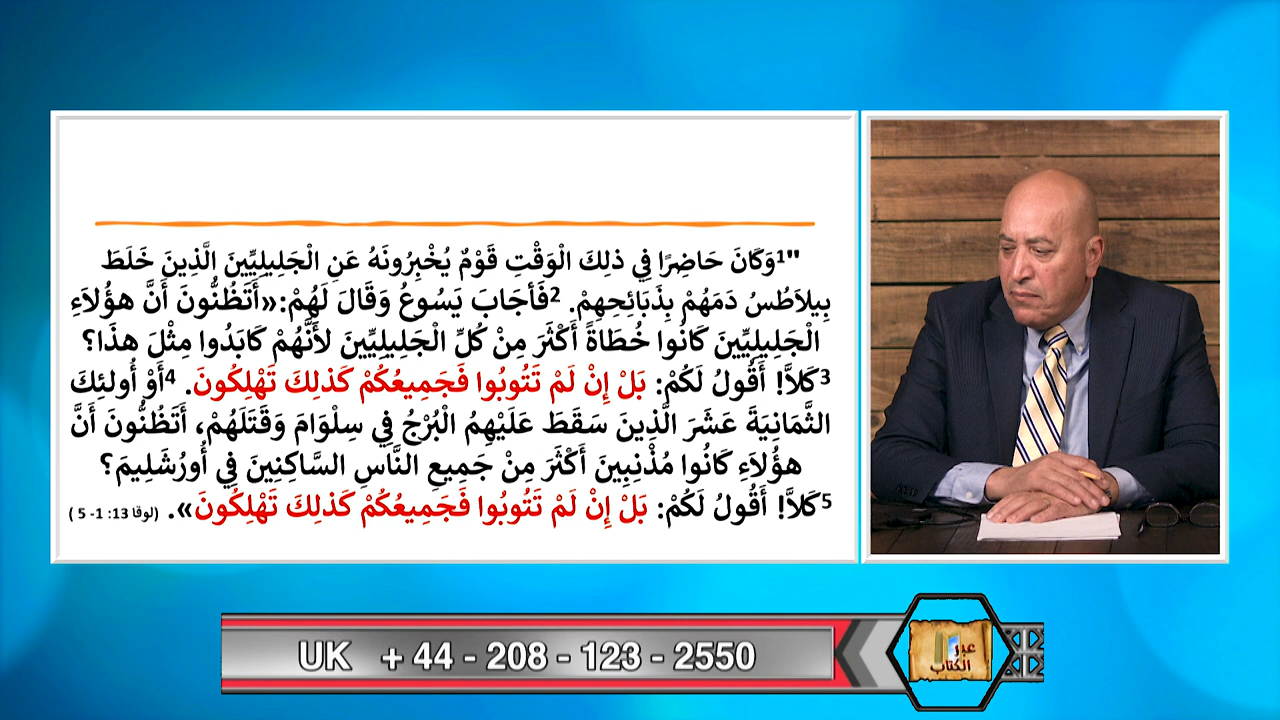 "1وَكَانَ حَاضِرًا فِي ذلِكَ الْوَقْتِ قَوْمٌ يُخْبِرُونَهُ عَنِ الْجَلِيلِيِّينَ الَّذِينَ خَلَطَ
بِيلاَطُسُ دَمَهُمْ بِذَبَائِحِهِمْ. 2فَأجَابَ يَسُوعُ وَقَالَ لَهُمْ:«أَتَظُنُّونَ أَنَّ هؤُلاَءِ
الْجَلِيلِيِّينَ كَانُوا خُطَاةً أَكْثَرَ مِنْ كُلِّ الْجَلِيلِيِّينَ لأَنَّهُمْ كَابَدُوا مِثْلَ هذَا؟
3كَلاَّ! أَقُولُ لَكُمْ: بَلْ إِنْ لَمْ تَتُوبُوا فَجَمِيعُكُمْ كَذلِكَ تَهْلِكُونَ. 4أَوْ أُولئِكَ
الثَّمَانِيَةَ عَشَرَ الَّذِينَ سَقَطَ عَلَيْهِمُ الْبُرْجُ فِي سِلْوَامَ وَقَتَلَهُمْ، أَتَظُنُّونَ أَنَّ
هؤُلاَءِ كَانُوا مُذْنِبِينَ أَكْثَرَ مِنْ جَمِيعِ النَّاسِ السَّاكِنِينَ فِي أُورُشَلِيمَ؟
5كَلاَّ! أَقُولُ لَكُمْ: بَلْ إِنْ لَمْ تَتُوبُوا فَجَمِيعُكُمْ كَذلِكَ تَهْلِكُونَ». (لوقا 13: 1- 5 )
UK + 44 - 208 - 123 - 2550
عبر
الكتاب